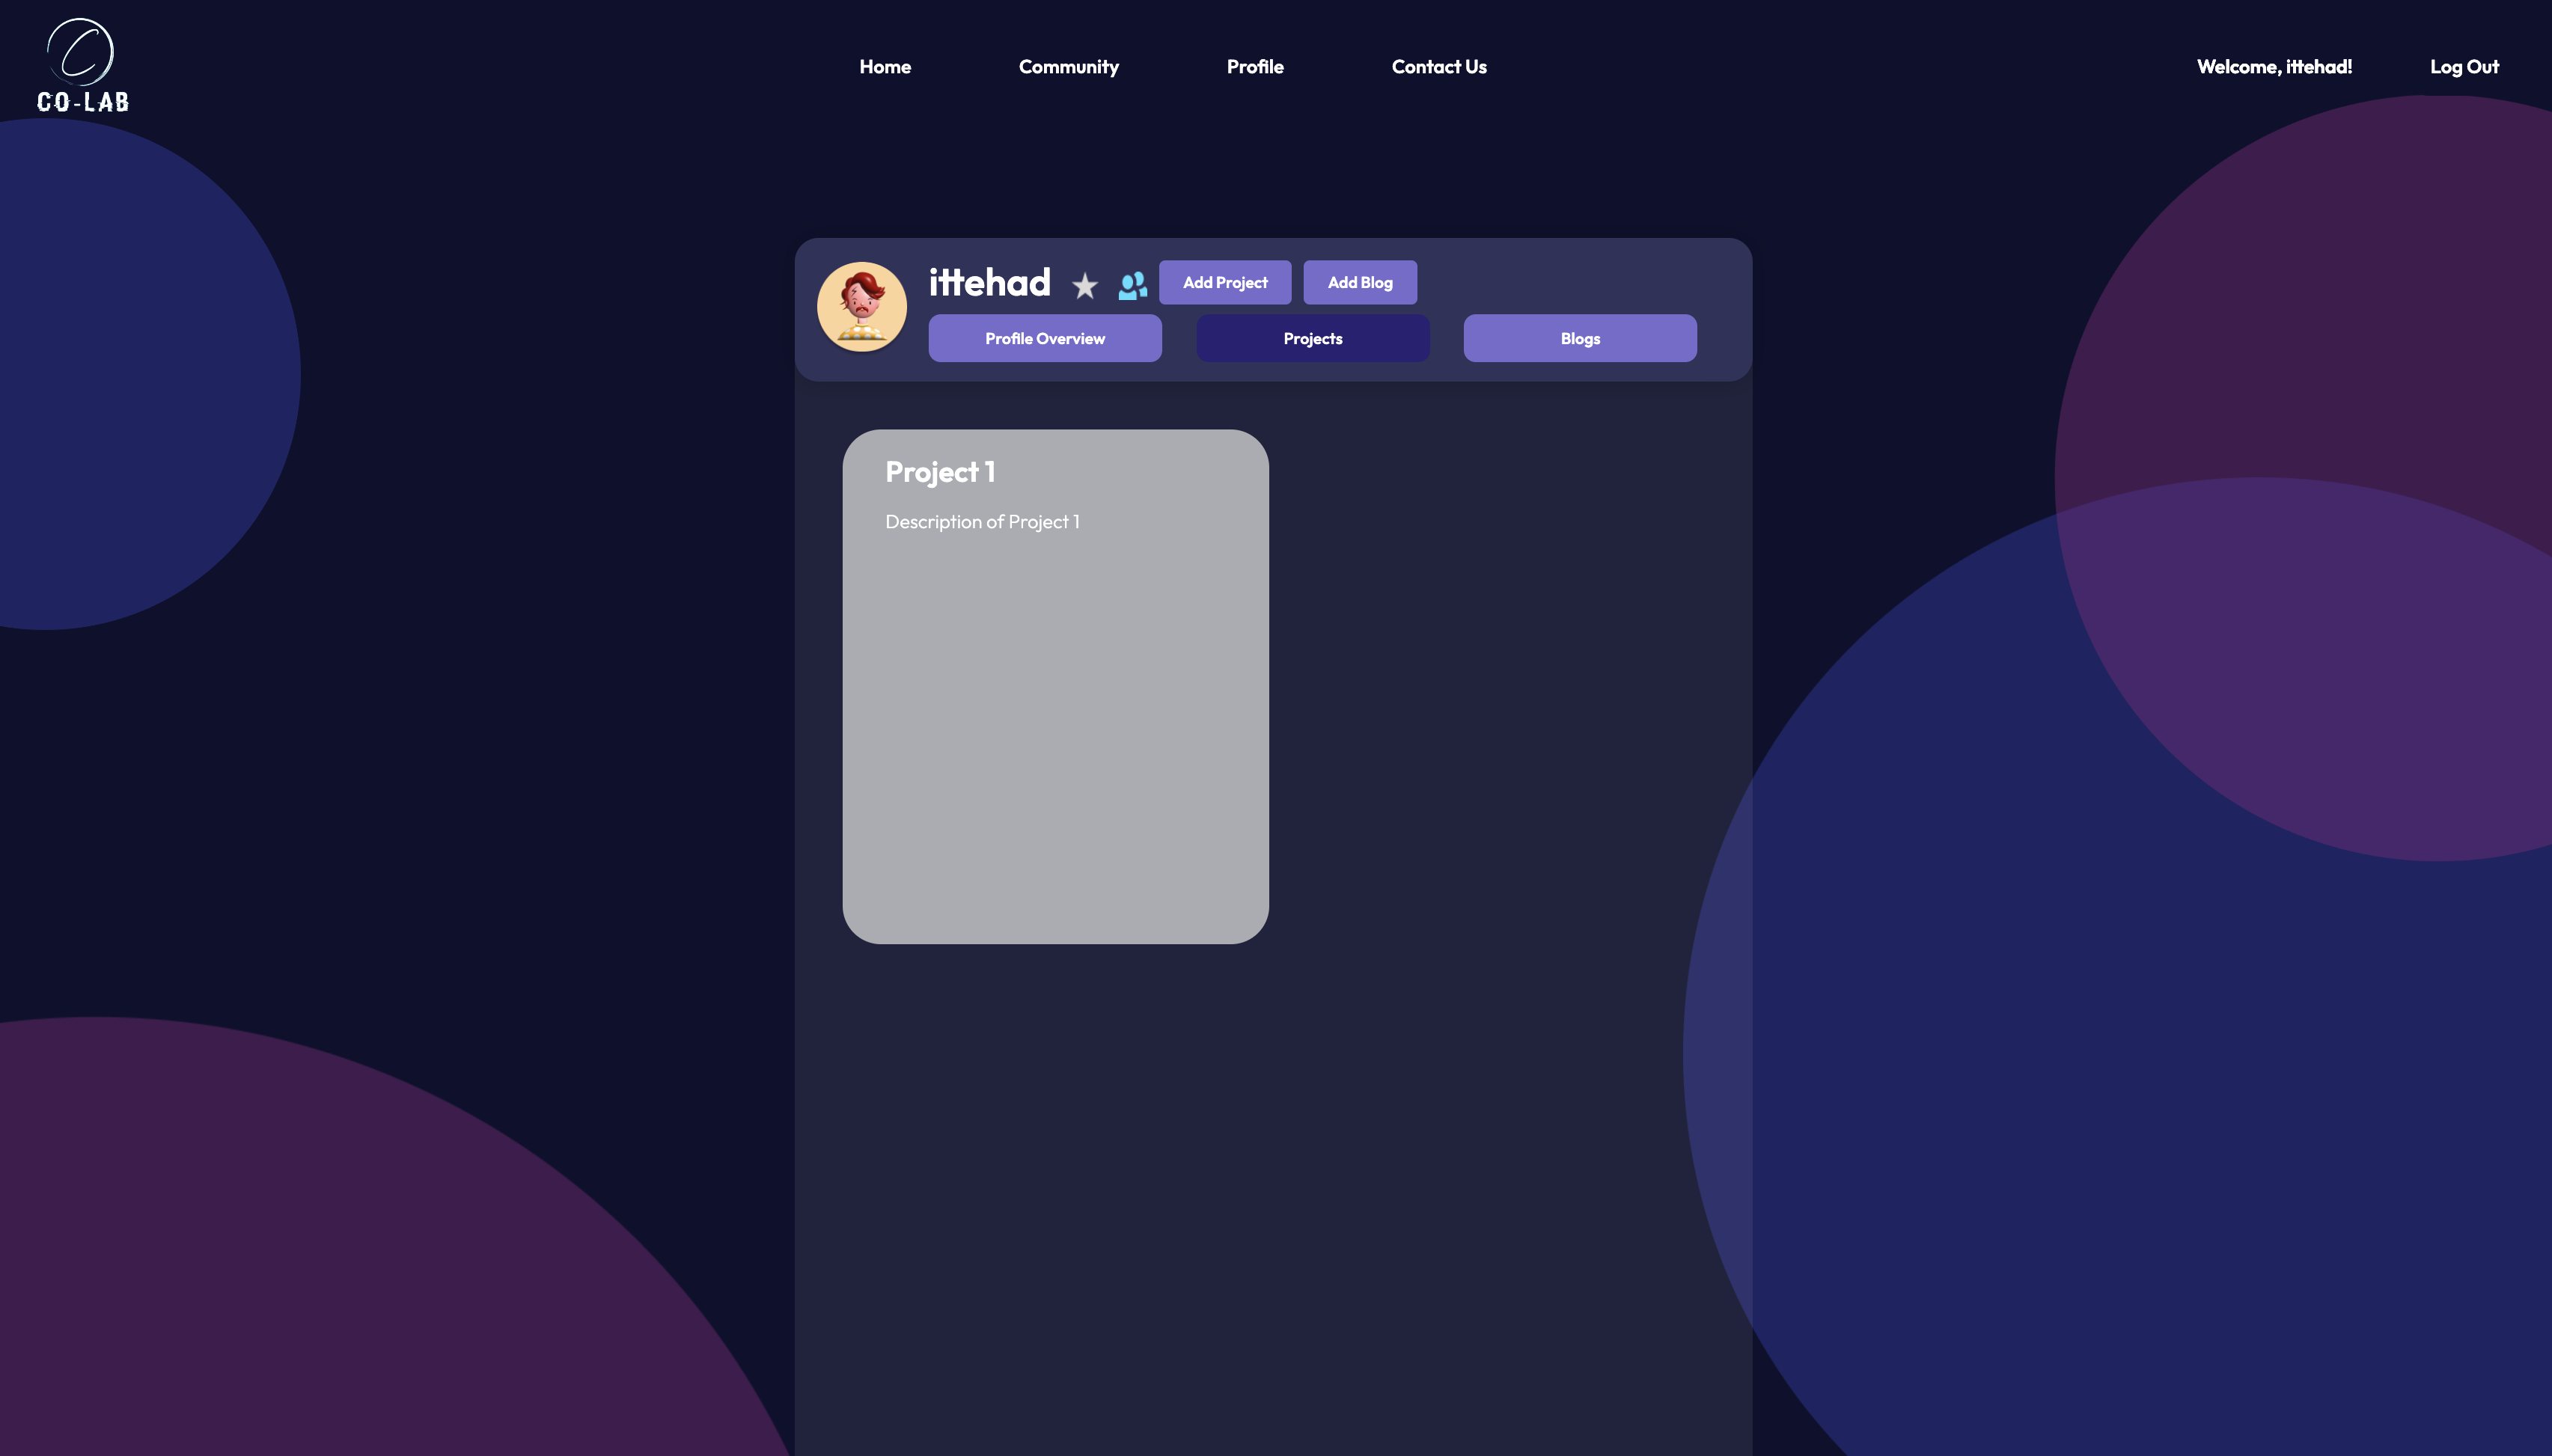 CO-LAB
Home Community Profile Contact Us Welcome, ittehad! Log Out
ittehad Add Project Add Blog
Profile Overview Projects Blogs
Project 1
Description of Project 1